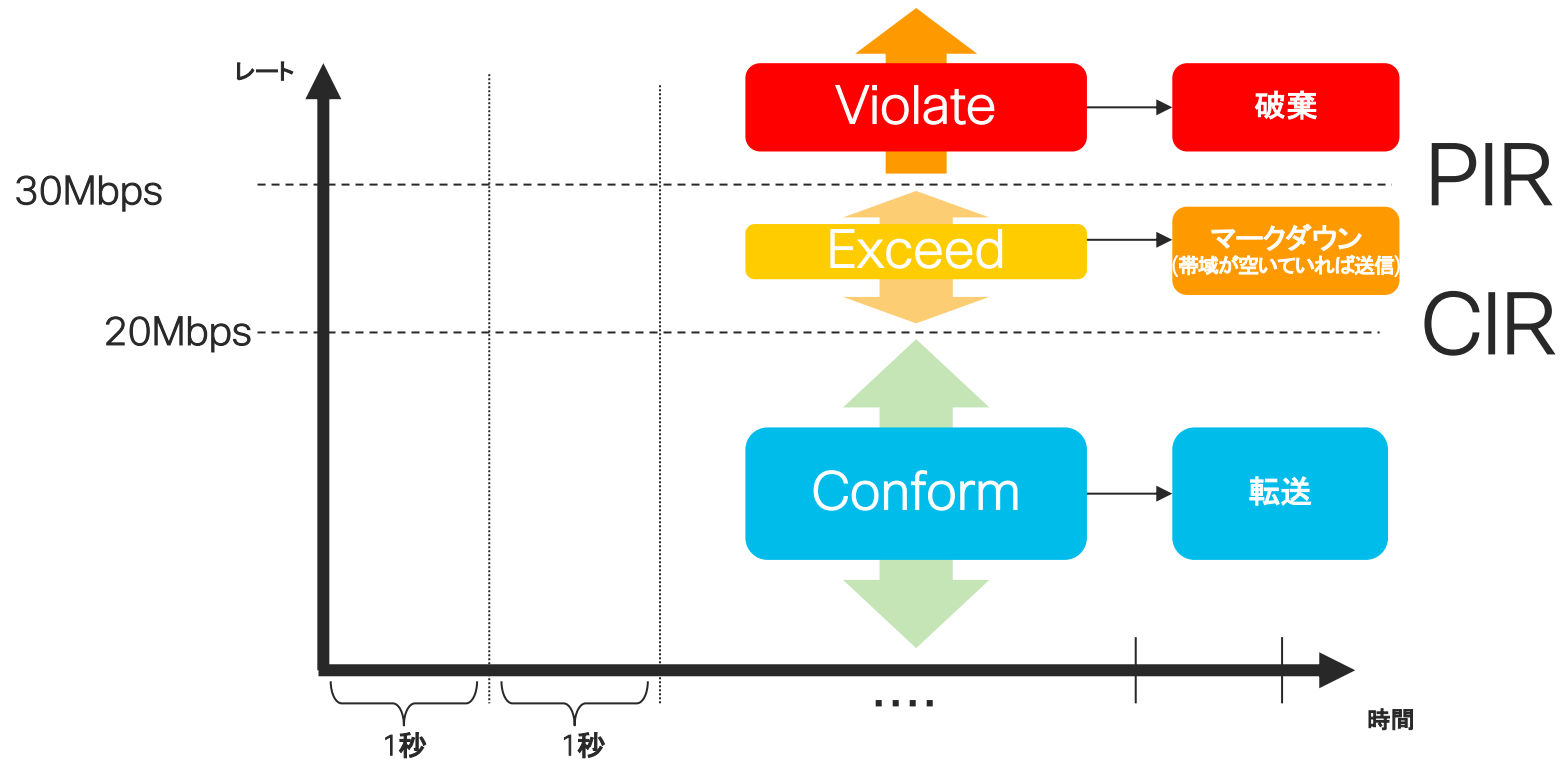 レート
Violate
破棄
PIR
30Mbps
Exceed
マークダウン
(帯域が空いていれば送信)
CIR
20Mbps
Conform
転送
‥‥
時間
1秒
1秒